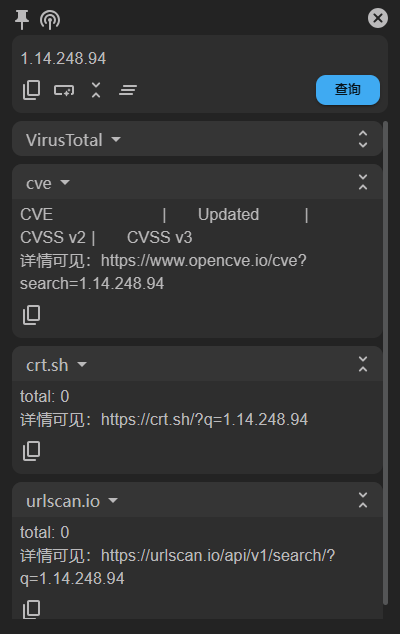 1.14.248.94
查询
VirusTotal
cve
CVE | Updated |
CVSS v2 | CVSS v3
详情可见：https://www.opencve.io/cve?
search=1.14.248.94
crt.sh
total: 0
详情可见：https://crt.sh/?q=1.14.248.94
urlscan.io
total: 0
详情可见：https://urlscan.io/api/v1/search/?
q=1.14.248.94